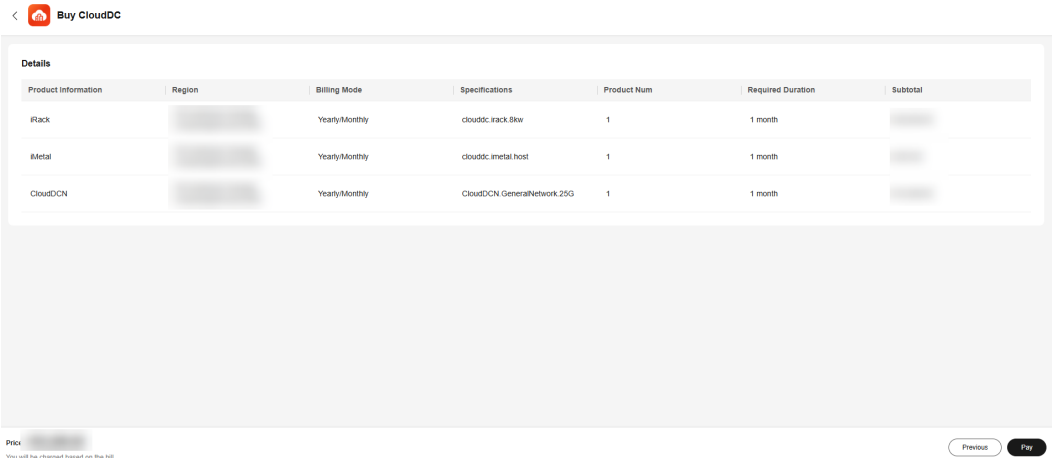 Buy CloudDC
Details
Product Information Region Billing Mode Specifications Product Num Required Duration Subtotal
iRack Yearly/Monthly clouddc.irack.8kw 1 1 month
iMetal Yearly/Monthly clouddc.imetal.host 1 1 month
CloudDCN Yearly/Monthly CloudDCN.GeneralNetwork.25G 1 1 month
Price
You will be charged based on the bill
Previous Pay